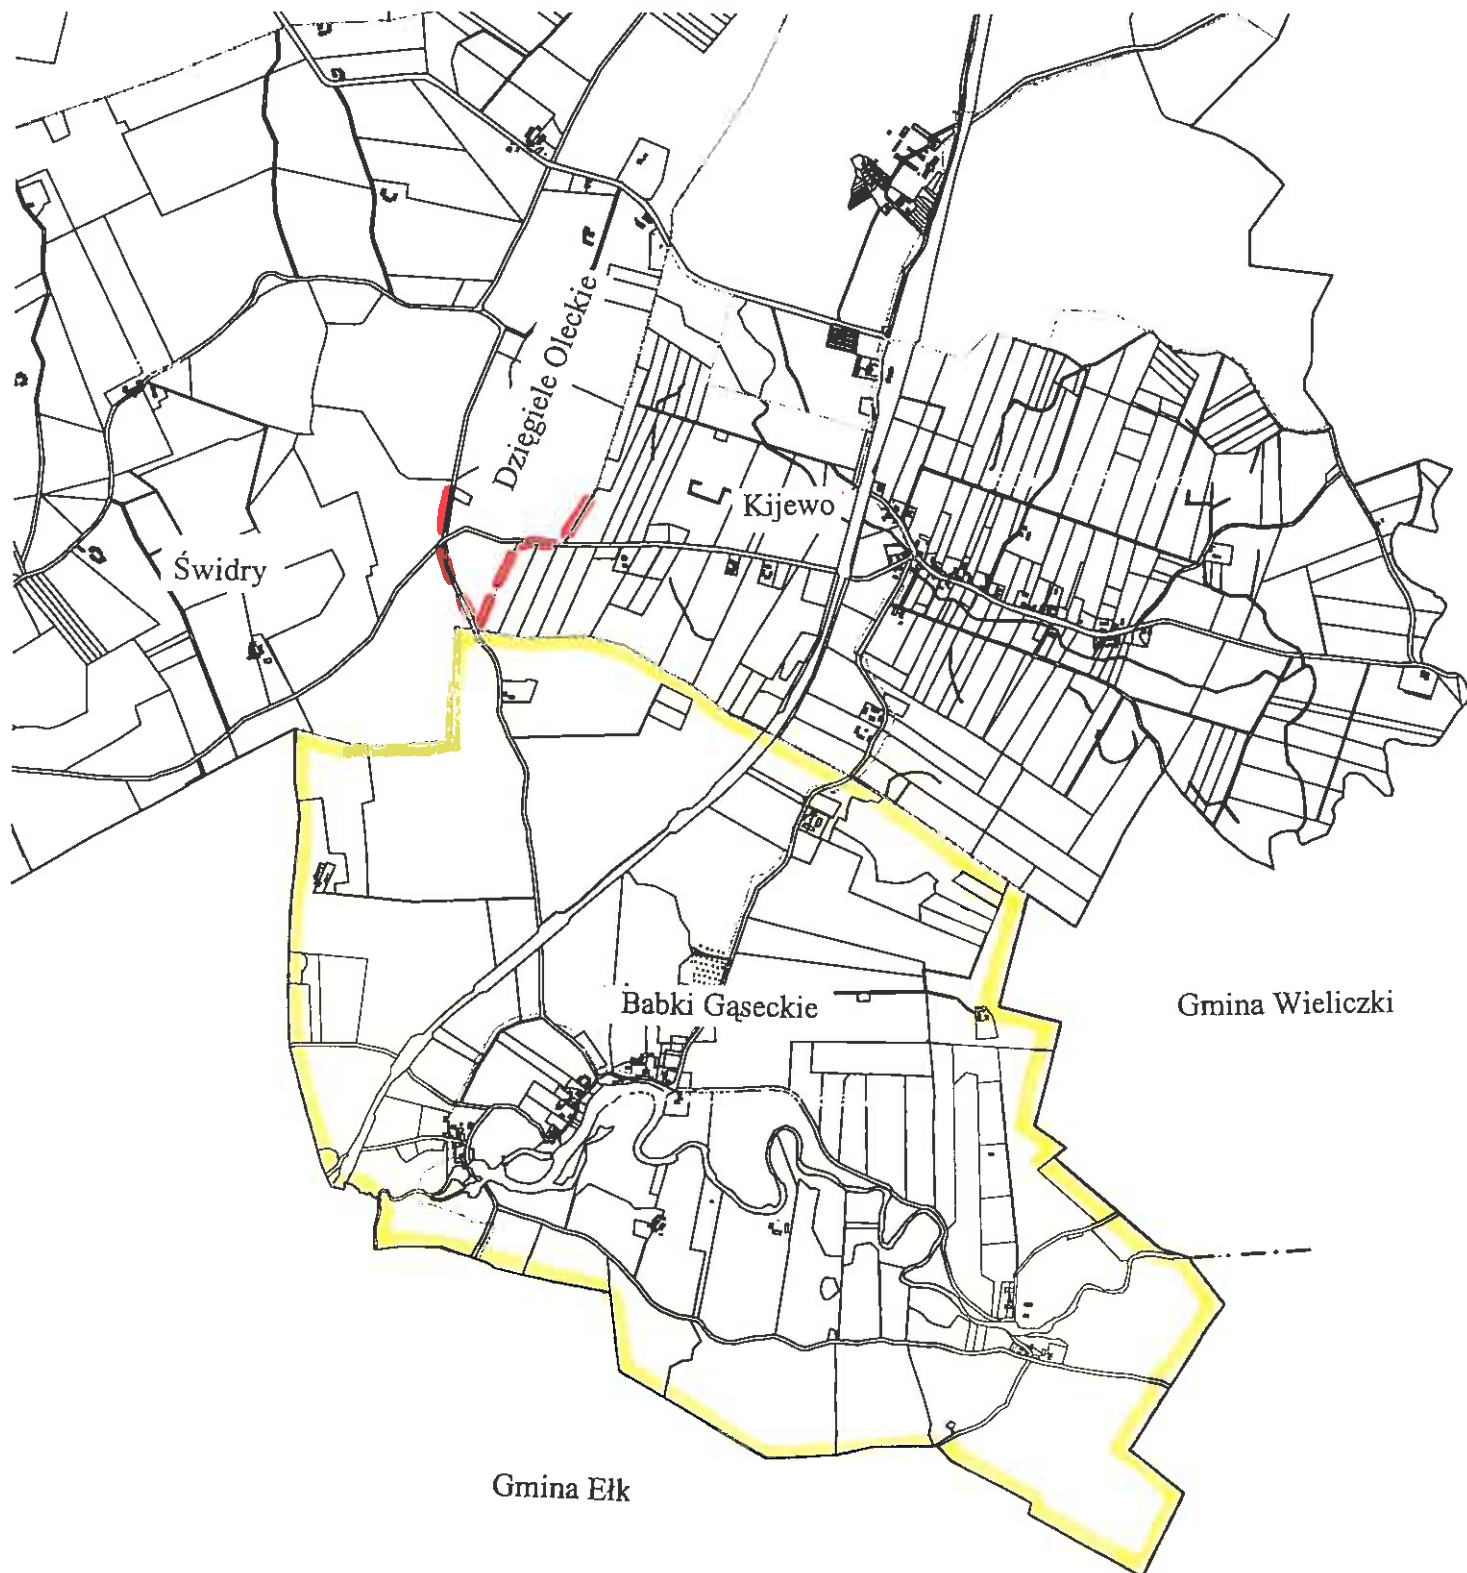 Dzięgiele Oleckie
Kijewo
Świdry
Babki Gąseckie
Gmina Wieliczki
Gmina Ełk